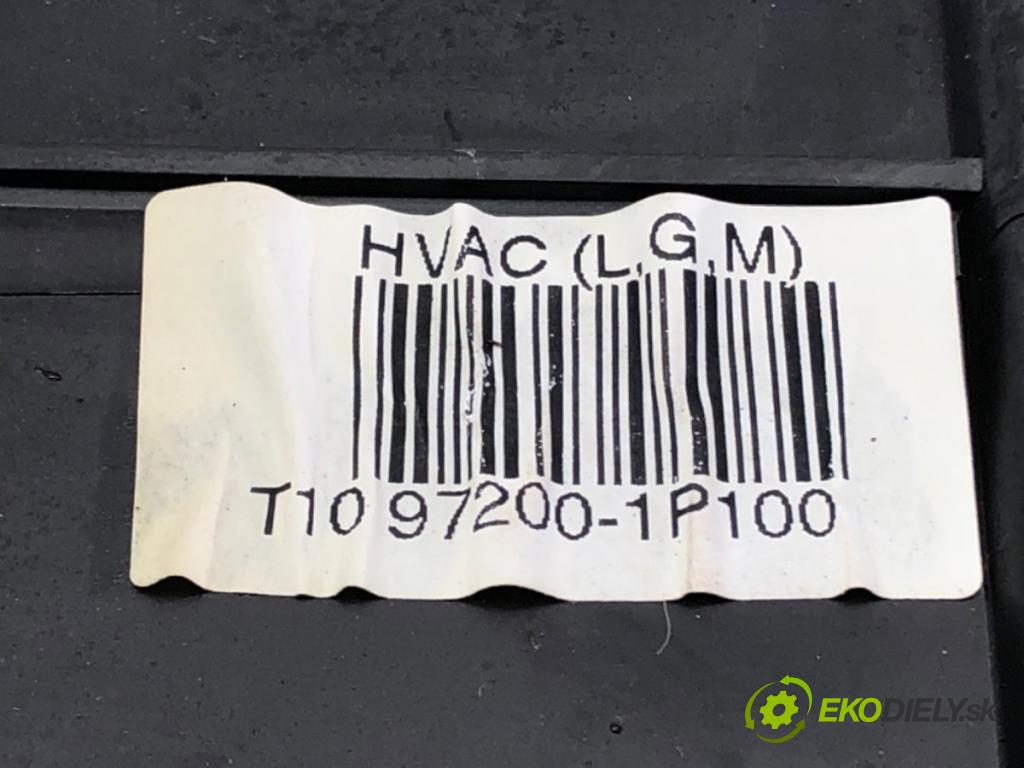 HVAC (L,G,M)
T10 97200-1P100
EKODIELY.sk